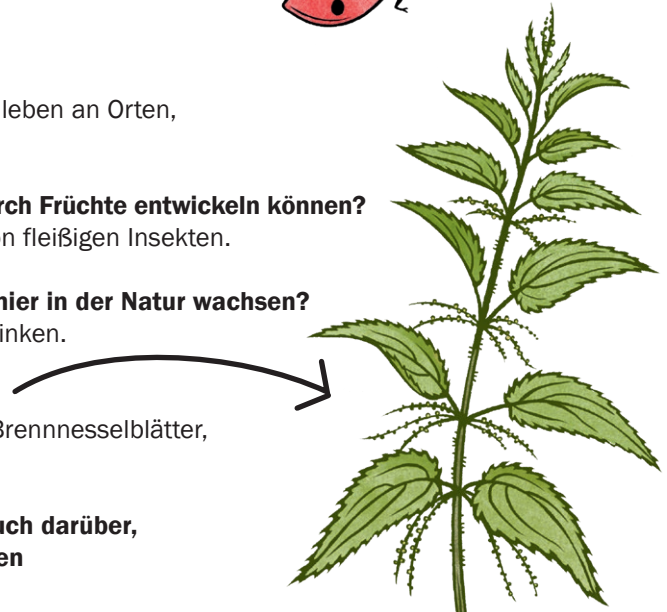 leben an Orten,
rch Früchte entwickeln können?
n fleißigen Insekten.
hier in der Natur wachsen?
inken.
Brennnesselblätter,
uch darüber,
en